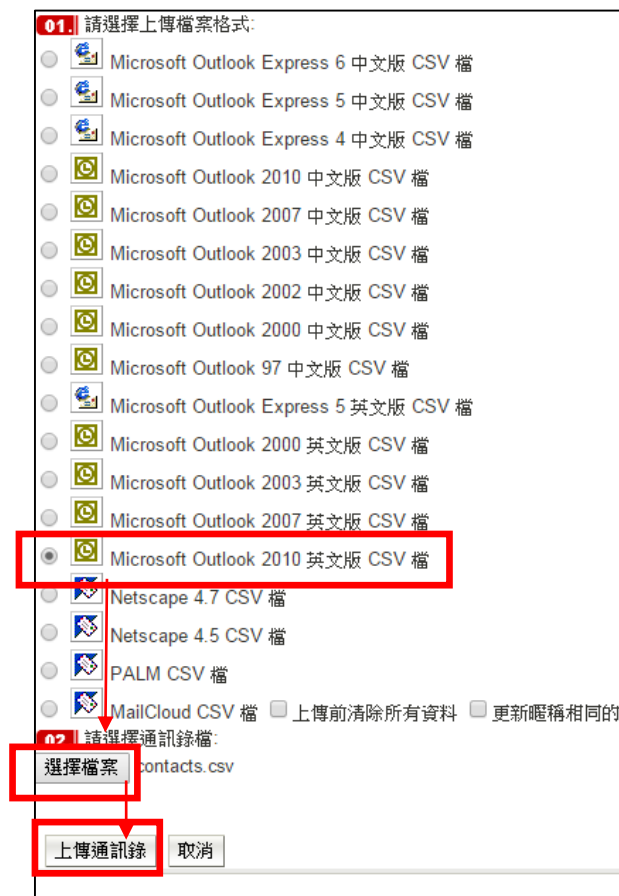 01. 請選擇上傳檔案格式:
Microsoft Outlook Express 6 中文版 CSV 檔
Microsoft Outlook Express 5 中文版 CSV 檔
Microsoft Outlook Express 4 中文版 CSV 檔
Microsoft Outlook 2010 中文版 CSV 檔
Microsoft Outlook 2007 中文版 CSV 檔
Microsoft Outlook 2003 中文版 CSV 檔
Microsoft Outlook 2002 中文版 CSV 檔
Microsoft Outlook 2000 中文版 CSV 檔
Microsoft Outlook 97 中文版 CSV 檔
Microsoft Outlook Express 5 英文版 CSV 檔
Microsoft Outlook 2000 英文版 CSV 檔
Microsoft Outlook 2003 英文版 CSV 檔
Microsoft Outlook 2007 英文版 CSV 檔
Microsoft Outlook 2010 英文版 CSV 檔
Netscape 4.7 CSV 檔
Netscape 4.5 CSV 檔
PALM CSV 檔
MailCloud CSV 檔 上傳前清除所有資料 更新暱稱相同的
02. 請選擇通訊錄檔:
選擇檔案 contacts.csv
上傳通訊錄 取消